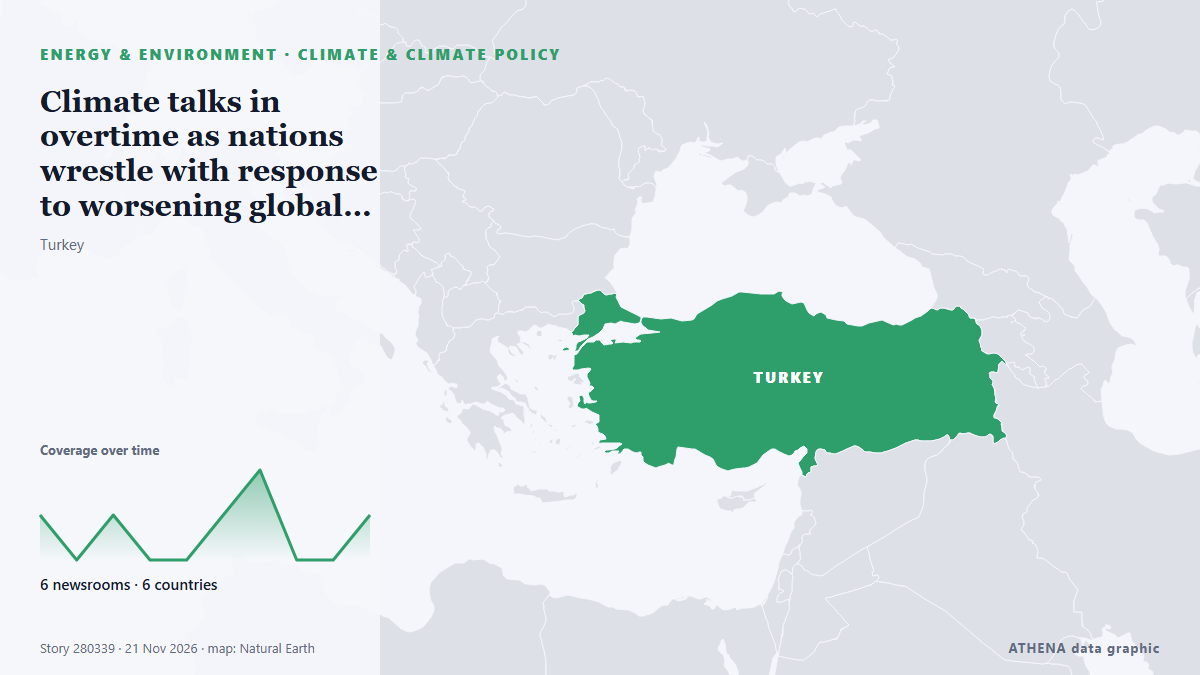 ENERGY & ENVIRONMENT · CLIMATE & CLIMATE POLICY
Climate talks in
overtime as nations
wrestle with response
to worsening global...
Turkey
TURKEY
Coverage over time
6 newsrooms · 6 countries
Story 280339 · 21 Nov 2026 · map: Natural Earth
ATHENA data graphic